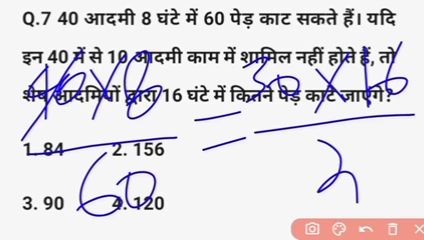 Q.7 40 आदमी 8 घंटे में 60 पेड़ काट सकते हैं। यदि
इन 40 में से 10 आदमी काम में शामिल नहीं होते हैं, तो
शेष आदमियों द्वारा 16 घंटे में कितने पेड़ काटे जाएंगे?
40 × 8 / 60 = 30 × 16 / x
1. 84 2. 156
3. 90 4. 120